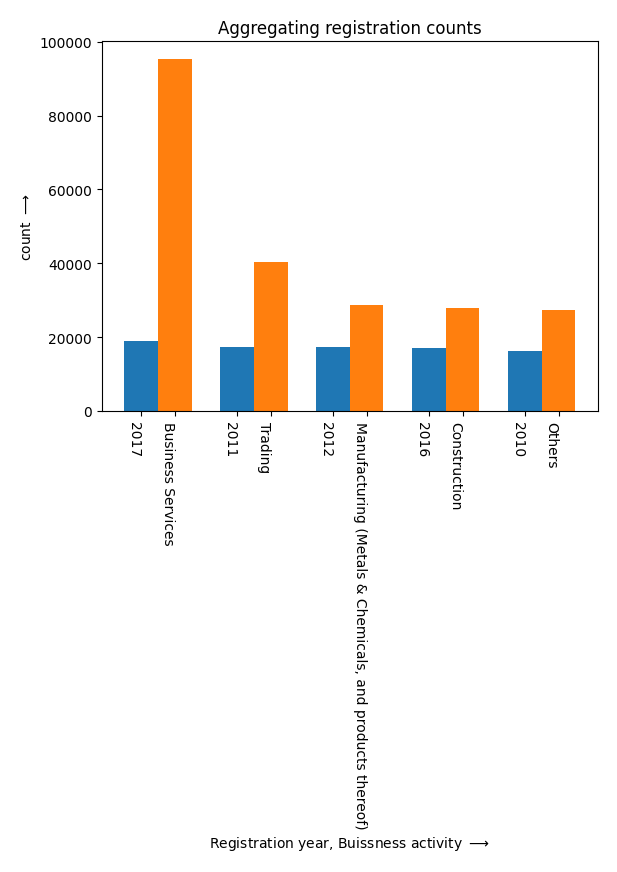 Aggregating registration counts
count ⟶
100000
80000
60000
40000
20000
0
2017
Business Services
2011
Trading
2012
Manufacturing (Metals & Chemicals, and products thereof)
2016
Construction
2010
Others
Registration year, Buissness activity ⟶